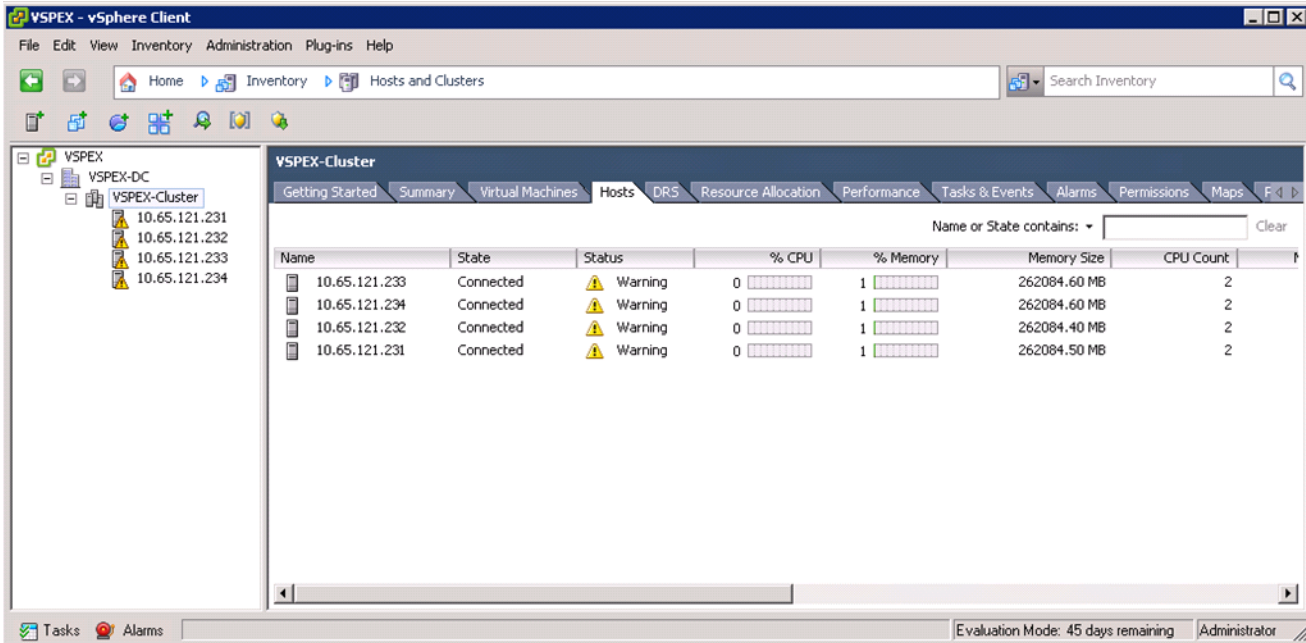 VSPEX - vSphere Client
File Edit View Inventory Administration Plug-ins Help
Home Inventory Hosts and Clusters Search Inventory
VSPEX
VSPEX-DC
VSPEX-Cluster
10.65.121.231
10.65.121.232
10.65.121.233
10.65.121.234
VSPEX-Cluster
Getting Started Summary Virtual Machines Hosts DRS Resource Allocation Performance Tasks & Events Alarms Permissions Maps
Name or State contains: Clear
Name State Status % CPU % Memory Memory Size CPU Count
10.65.121.233 Connected Warning 0 1 262084.60 MB 2
10.65.121.234 Connected Warning 0 1 262084.60 MB 2
10.65.121.232 Connected Warning 0 1 262084.40 MB 2
10.65.121.231 Connected Warning 0 1 262084.50 MB 2
Tasks Alarms Evaluation Mode: 45 days remaining Administrator